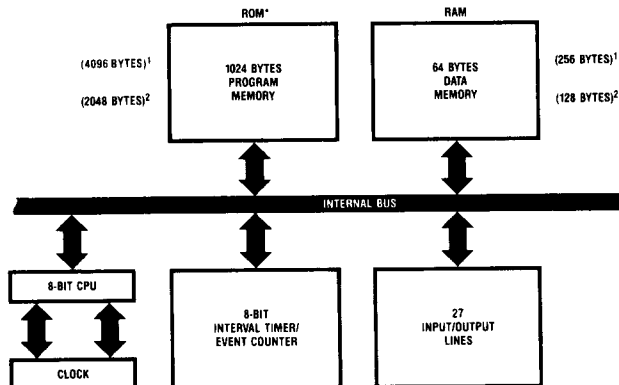 ROM*
RAM
(4096 BYTES)¹
(2048 BYTES)²
1024 BYTES
PROGRAM
MEMORY
64 BYTES
DATA
MEMORY
(256 BYTES)¹
(128 BYTES)²
INTERNAL BUS
8-BIT CPU
8-BIT
INTERVAL TIMER/
EVENT COUNTER
27
INPUT/OUTPUT
LINES
CLOCK